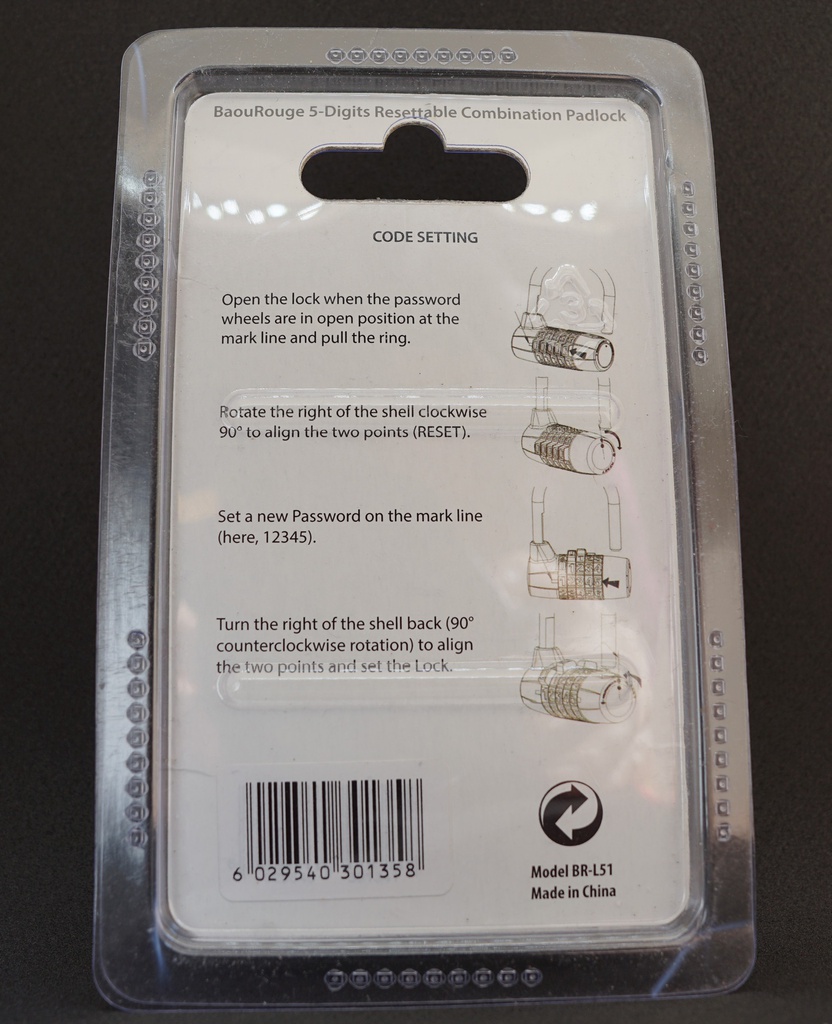 BaouRouge 5-Digits Resettable Combination Padlock
CODE SETTING
Open the lock when the password
wheels are in open position at the
mark line and pull the ring.
Rotate the right of the shell clockwise
90° to align the two points (RESET).
Set a new Password on the mark line
(here, 12345).
Turn the right of the shell back (90°
counterclockwise rotation) to align
the two points and set the Lock.
6 029540 301358
Model BR-L51
Made in China